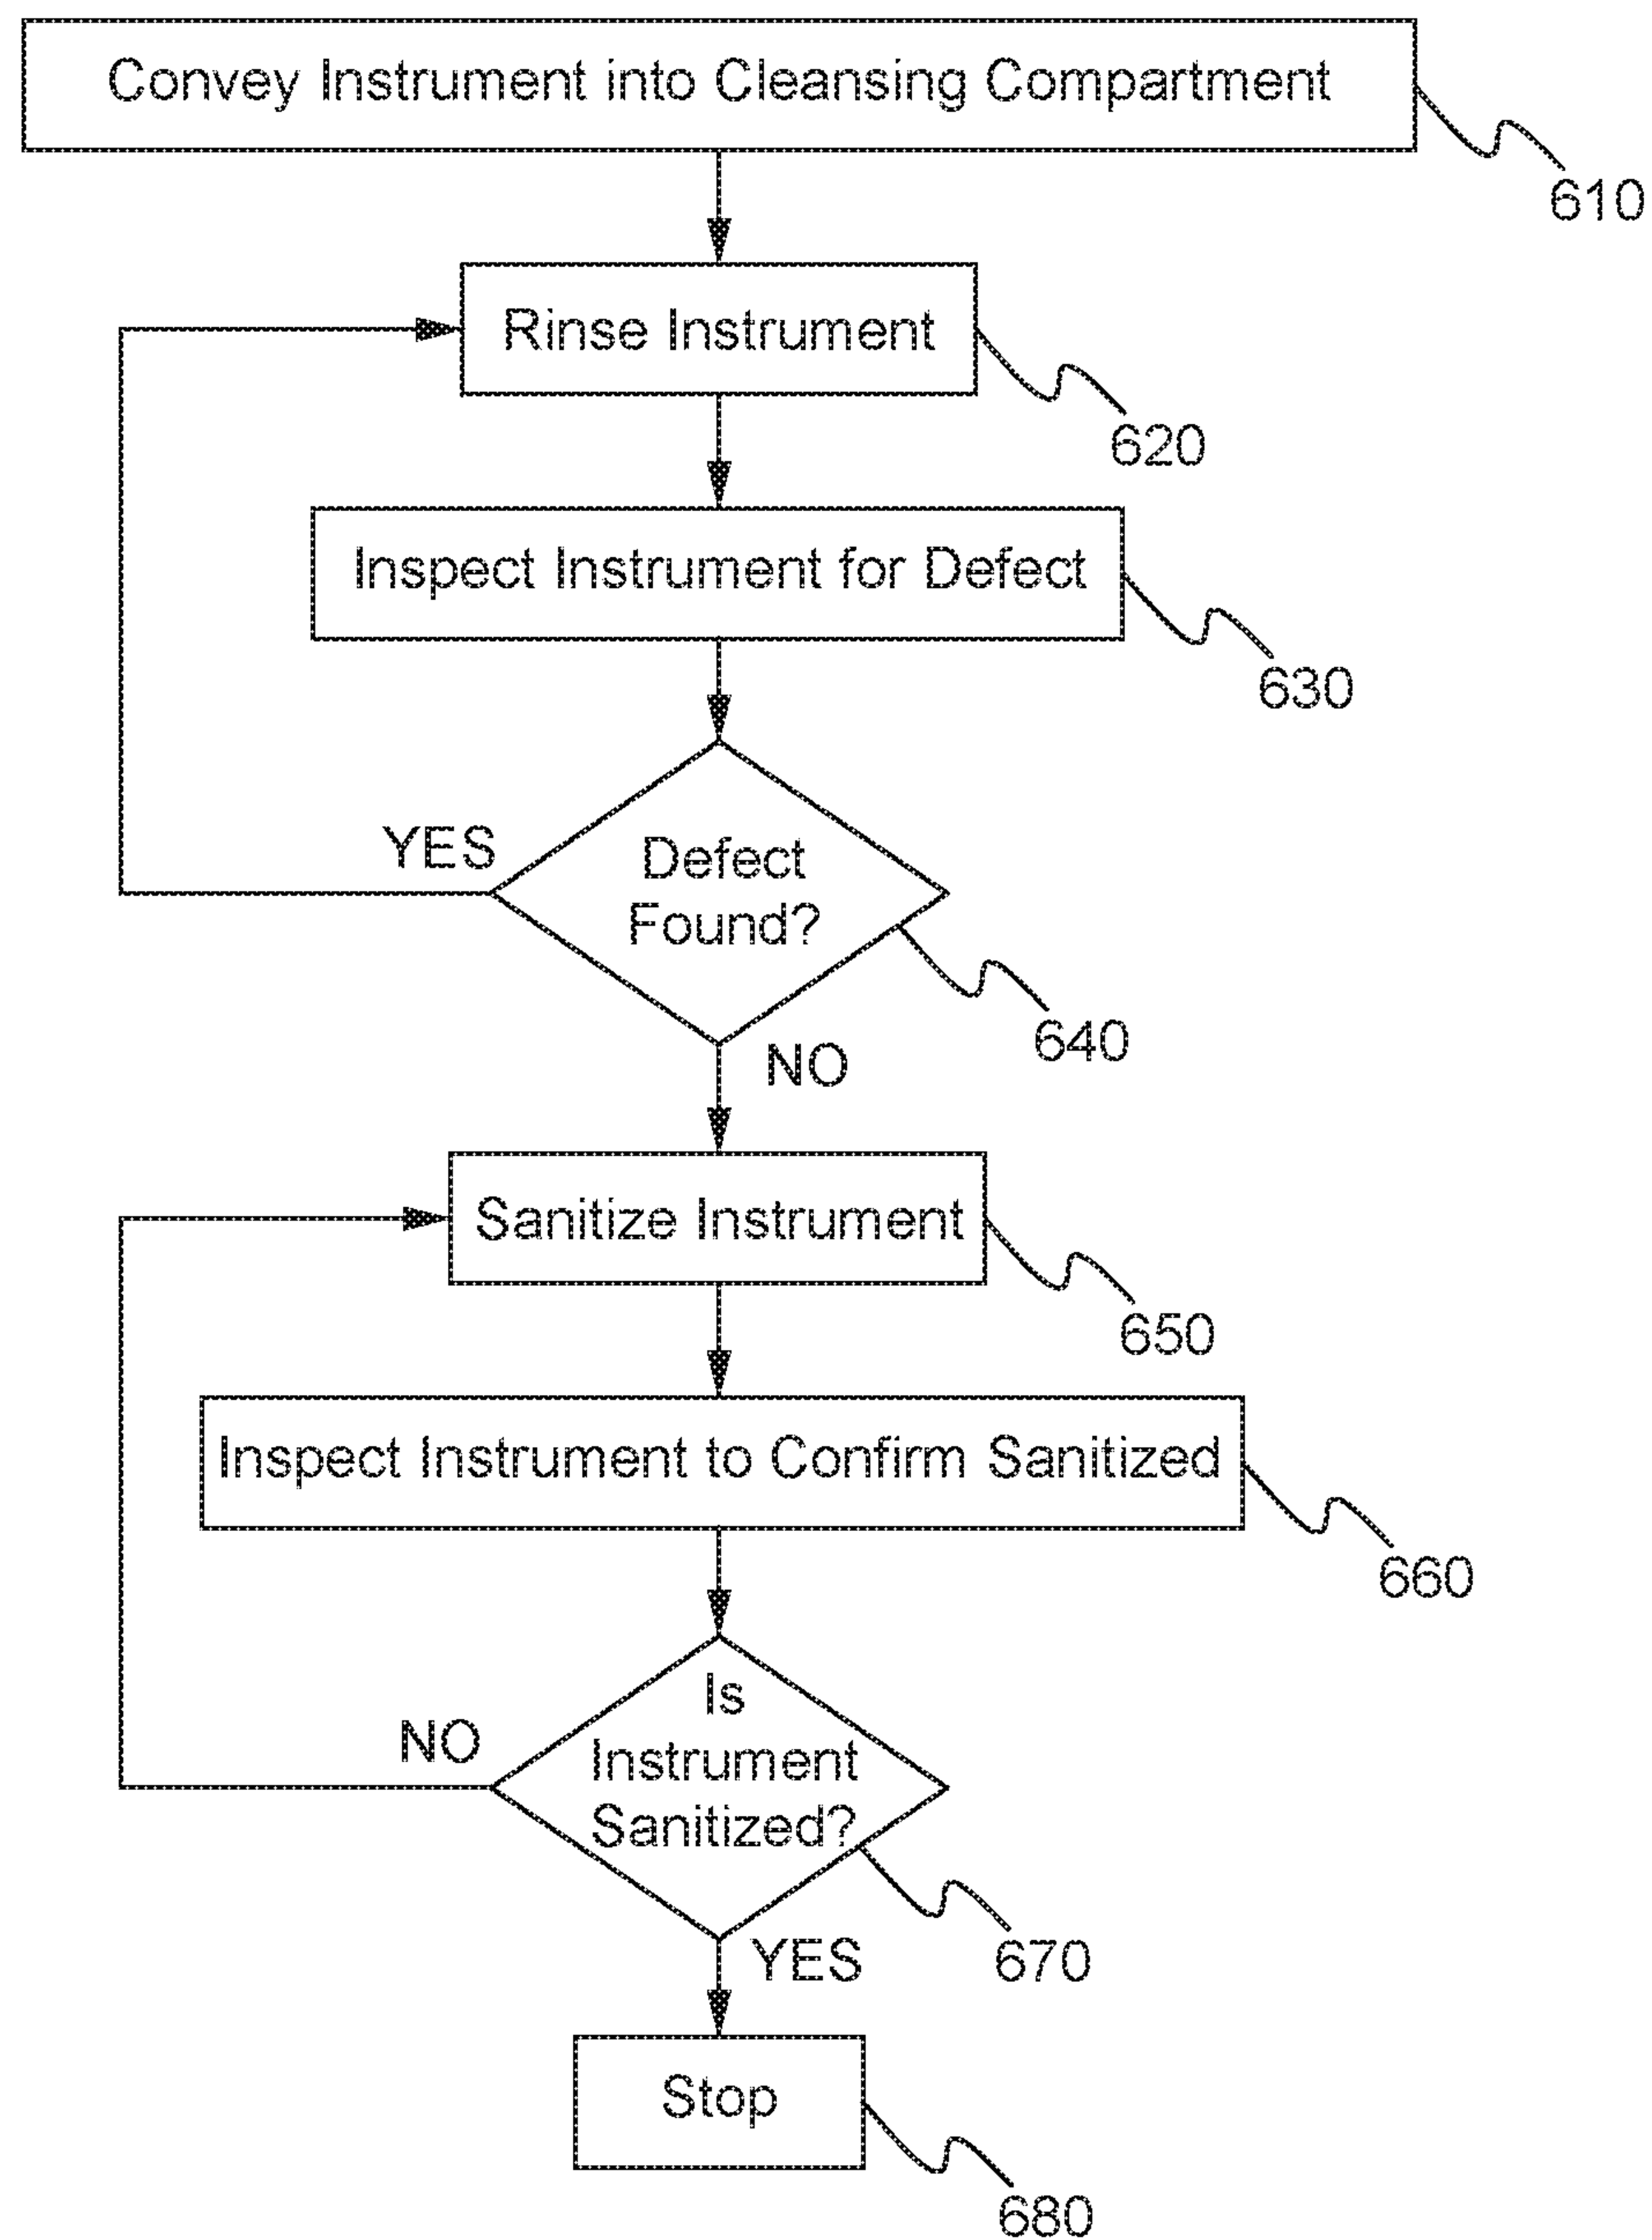 Convey Instrument into Cleansing Compartment
610
Rinse Instrument
620
Inspect Instrument for Defect
630
YES
Defect
Found?
640
NO
Sanitize Instrument
650
Inspect Instrument to Confirm Sanitized
660
Is
NO
Instrument
Sanitized?
670
YES
Stop
680